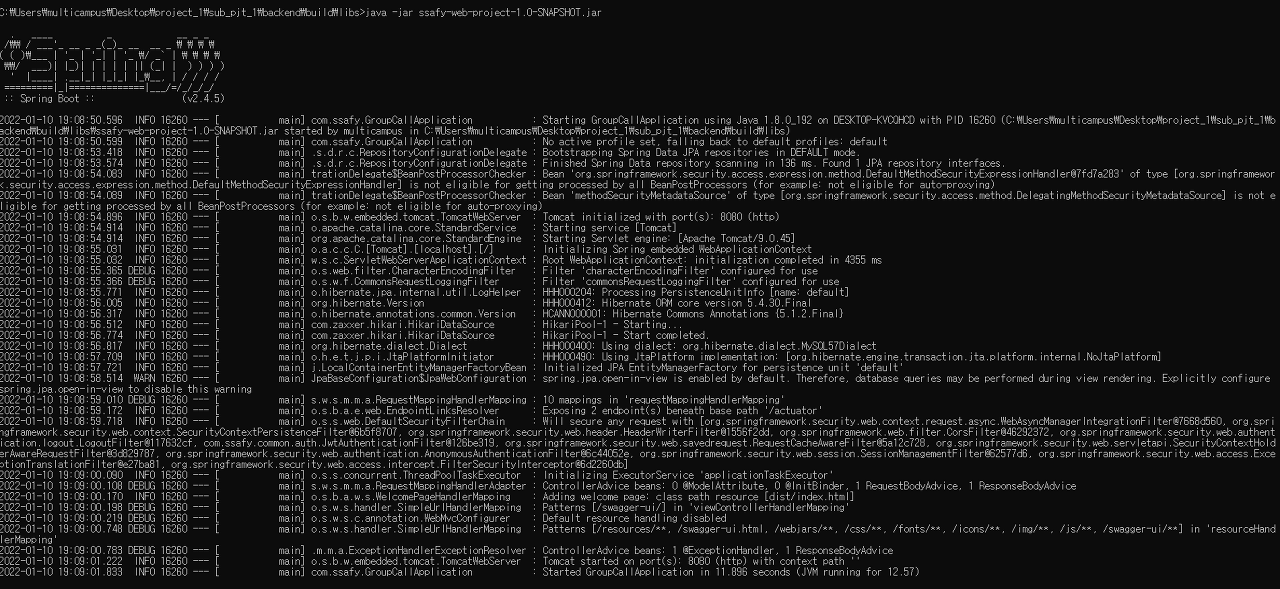 C:₩Users₩multicampus₩Desktop₩project_1₩sub_pjt_1₩backend₩build₩libs>java -jar ssafy-web-project-1.0-SNAPSHOT.jar
:: Spring Boot :: (v2.4.5)
2022-01-10 19:08:50.596 INFO 16260 --- [ main] com.ssafy.GroupCallApplication : Starting GroupCallApplication using Java 1.8.0_192 on DESKTOP-KVCQHCD with PID 16260 (C:₩Users₩multicampus₩Desktop₩project_1₩sub_pjt_1₩b
ackend₩build₩libs₩ssafy-web-project-1.0-SNAPSHOT.jar started by multicampus in C:₩Users₩multicampus₩Desktop₩project_1₩sub_pjt_1₩backend₩build₩libs)
2022-01-10 19:08:50.599 INFO 16260 --- [ main] com.ssafy.GroupCallApplication : No active profile set, falling back to default profiles: default
2022-01-10 19:08:53.418 INFO 16260 --- [ main] .s.d.r.c.RepositoryConfigurationDelegate : Bootstrapping Spring Data JPA repositories in DEFAULT mode.
2022-01-10 19:08:53.574 INFO 16260 --- [ main] .s.d.r.c.RepositoryConfigurationDelegate : Finished Spring Data repository scanning in 136 ms. Found 1 JPA repository interfaces.
2022-01-10 19:08:54.083 INFO 16260 --- [ main] trationDelegate$BeanPostProcessorChecker : Bean 'org.springframework.security.access.expression.method.DefaultMethodSecurityExpressionHandler@7fd7a283' of type [org.springframewor
k.security.access.expression.method.DefaultMethodSecurityExpressionHandler] is not eligible for getting processed by all BeanPostProcessors (for example: not eligible for auto-proxying)
2022-01-10 19:08:54.089 INFO 16260 --- [ main] trationDelegate$BeanPostProcessorChecker : Bean 'methodSecurityMetadataSource' of type [org.springframework.security.access.method.DelegatingMethodSecurityMetadataSource] is not e
ligible for getting processed by all BeanPostProcessors (for example: not eligible for auto-proxying)
2022-01-10 19:08:54.896 INFO 16260 --- [ main] o.s.b.w.embedded.tomcat.TomcatWebServer : Tomcat initialized with port(s): 8080 (http)
2022-01-10 19:08:54.914 INFO 16260 --- [ main] o.apache.catalina.core.StandardService : Starting service [Tomcat]
2022-01-10 19:08:54.914 INFO 16260 --- [ main] org.apache.catalina.core.StandardEngine : Starting Servlet engine: [Apache Tomcat/9.0.45]
2022-01-10 19:08:55.031 INFO 16260 --- [ main] o.a.c.c.C.[Tomcat].[localhost].[/] : Initializing Spring embedded WebApplicationContext
2022-01-10 19:08:55.032 INFO 16260 --- [ main] w.s.c.ServletWebServerApplicationContext : Root WebApplicationContext: initialization completed in 4355 ms
2022-01-10 19:08:55.365 DEBUG 16260 --- [ main] o.s.web.filter.CharacterEncodingFilter : Filter 'characterEncodingFilter' configured for use
2022-01-10 19:08:55.366 DEBUG 16260 --- [ main] o.s.w.f.CommonsRequestLoggingFilter : Filter 'commonsRequestLoggingFilter' configured for use
2022-01-10 19:08:55.771 INFO 16260 --- [ main] o.hibernate.jpa.internal.util.LogHelper : HHH000204: Processing PersistenceUnitInfo [name: default]
2022-01-10 19:08:56.005 INFO 16260 --- [ main] org.hibernate.Version : HHH000412: Hibernate ORM core version 5.4.30.Final
2022-01-10 19:08:56.317 INFO 16260 --- [ main] o.hibernate.annotations.common.Version : HCANN000001: Hibernate Commons Annotations {5.1.2.Final}
2022-01-10 19:08:56.512 INFO 16260 --- [ main] com.zaxxer.hikari.HikariDataSource : HikariPool-1 - Starting...
2022-01-10 19:08:56.774 INFO 16260 --- [ main] com.zaxxer.hikari.HikariDataSource : HikariPool-1 - Start completed.
2022-01-10 19:08:56.817 INFO 16260 --- [ main] org.hibernate.dialect.Dialect : HHH000400: Using dialect: org.hibernate.dialect.MySQL57Dialect
2022-01-10 19:08:57.709 INFO 16260 --- [ main] o.h.e.t.j.p.i.JtaPlatformInitiator : HHH000490: Using JtaPlatform implementation: [org.hibernate.engine.transaction.jta.platform.internal.NoJtaPlatform]
2022-01-10 19:08:57.721 INFO 16260 --- [ main] j.LocalContainerEntityManagerFactoryBean : Initialized JPA EntityManagerFactory for persistence unit 'default'
2022-01-10 19:08:58.514 WARN 16260 --- [ main] JpaBaseConfiguration$JpaWebConfiguration : spring.jpa.open-in-view is enabled by default. Therefore, database queries may be performed during view rendering. Explicitly configure
spring.jpa.open-in-view to disable this warning
2022-01-10 19:08:59.010 DEBUG 16260 --- [ main] s.w.s.m.m.a.RequestMappingHandlerMapping : 10 mappings in 'requestMappingHandlerMapping'
2022-01-10 19:08:59.172 INFO 16260 --- [ main] o.s.b.a.e.web.EndpointLinksResolver : Exposing 2 endpoint(s) beneath base path '/actuator'
2022-01-10 19:08:59.718 INFO 16260 --- [ main] o.s.s.web.DefaultSecurityFilterChain : Will secure any request with [org.springframework.security.web.context.request.async.WebAsyncManagerIntegrationFilter@7668d560, org.spri
ngframework.security.web.context.SecurityContextPersistenceFilter@6b5f8707, org.springframework.security.web.header.HeaderWriterFilter@1556f2dd, org.springframework.web.filter.CorsFilter@46292372, org.springframework.security.web.authent
ication.logout.LogoutFilter@117632cf, com.ssafy.common.auth.JwtAuthenticationFilter@126be319, org.springframework.security.web.savedrequest.RequestCacheAwareFilter@5a12c728, org.springframework.security.web.servletapi.SecurityContextHold
erAwareRequestFilter@3d829787, org.springframework.security.web.authentication.AnonymousAuthenticationFilter@6c44052e, org.springframework.security.web.session.SessionManagementFilter@62577d6, org.springframework.security.web.access.Exce
ptionTranslationFilter@e27ba81, org.springframework.security.web.access.intercept.FilterSecurityInterceptor@6d2260db]
2022-01-10 19:09:00.090 INFO 16260 --- [ main] o.s.s.concurrent.ThreadPoolTaskExecutor : Initializing ExecutorService 'applicationTaskExecutor'
2022-01-10 19:09:00.108 DEBUG 16260 --- [ main] s.w.s.m.m.a.RequestMappingHandlerAdapter : ControllerAdvice beans: 0 @ModelAttribute, 0 @InitBinder, 1 RequestBodyAdvice, 1 ResponseBodyAdvice
2022-01-10 19:09:00.170 INFO 16260 --- [ main] o.s.b.a.w.s.WelcomePageHandlerMapping : Adding welcome page: class path resource [dist/index.html]
2022-01-10 19:09:00.198 DEBUG 16260 --- [ main] o.s.w.s.handler.SimpleUrlHandlerMapping : Patterns [/swagger-ui/] in 'viewControllerHandlerMapping'
2022-01-10 19:09:00.219 DEBUG 16260 --- [ main] o.s.w.s.c.annotation.WebMvcConfigurer : Default resource handling disabled
2022-01-10 19:09:00.748 DEBUG 16260 --- [ main] o.s.w.s.handler.SimpleUrlHandlerMapping : Patterns [/resources/**, /swagger-ui.html, /webjars/**, /css/**, /fonts/**, /icons/**, /img/**, /js/**, /swagger-ui/**] in 'resourceHand
lerMapping'
2022-01-10 19:09:00.783 DEBUG 16260 --- [ main] .m.m.a.ExceptionHandlerExceptionResolver : ControllerAdvice beans: 1 @ExceptionHandler, 1 ResponseBodyAdvice
2022-01-10 19:09:01.222 INFO 16260 --- [ main] o.s.b.w.embedded.tomcat.TomcatWebServer : Tomcat started on port(s): 8080 (http) with context path ''
2022-01-10 19:09:01.833 INFO 16260 --- [ main] com.ssafy.GroupCallApplication : Started GroupCallApplication in 11.896 seconds (JVM running for 12.57)